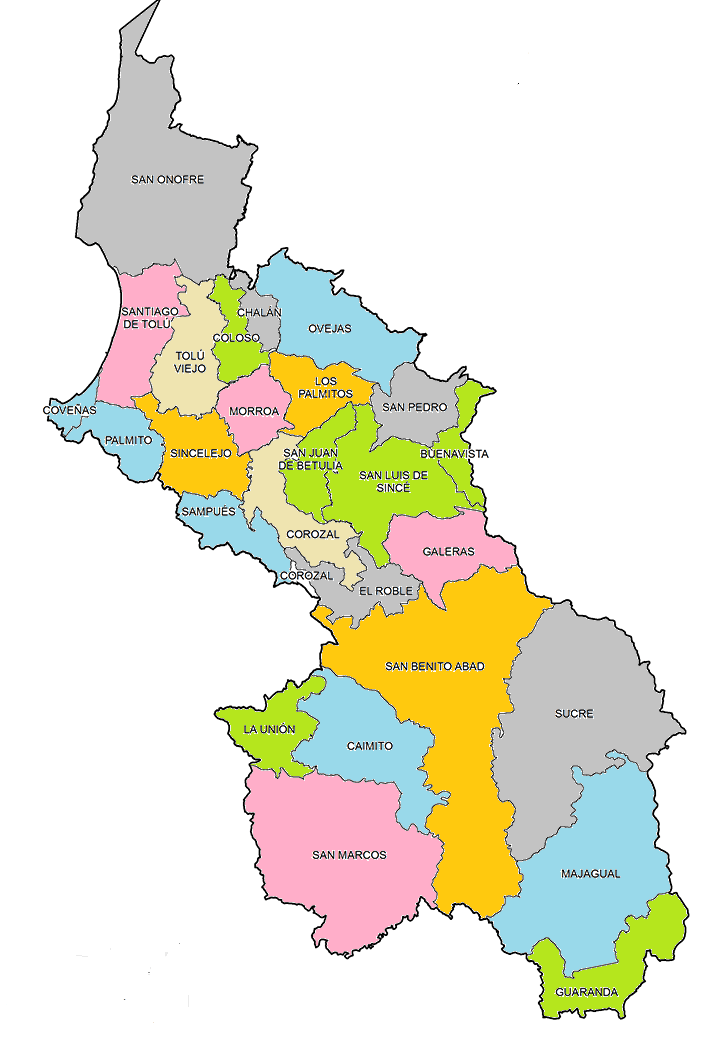 SAN ONOFRE
SANTIAGO
DE TOLÚ
CHALÁN
OVEJAS
COLOSO
TOLÚ
VIEJO
LOS
PALMITOS
COVEÑAS
MORROA
SAN PEDRO
PALMITO
SINCELEJO
SAN JUAN
DE BETULIA
BUENAVISTA
SAN LUIS DE
SINCÉ
SAMPUÉS
COROZAL
GALERAS
COROZAL
EL ROBLE
SAN BENITO ABAD
SUCRE
LA UNIÓN
CAIMITO
SAN MARCOS
MAJAGUAL
GUARANDA